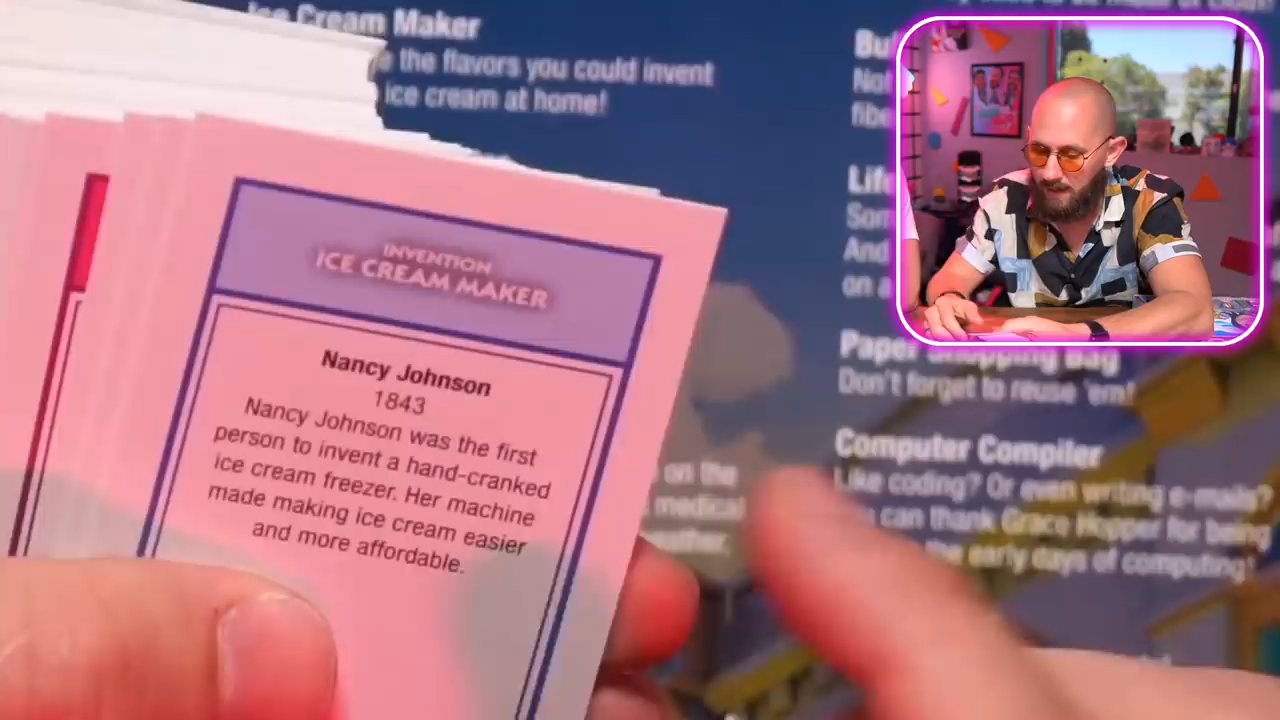 Ice Cream Maker
the flavors you could invent
ice cream at home!
INVENTION
ICE CREAM MAKER
Nancy Johnson
1843
Nancy Johnson was the first
person to invent a hand-cranked
ice cream freezer. Her machine
made making ice cream easier
and more affordable.
on the
medical
Paper Shopping Bag
Don't forget to reuse 'em!
Computer Compiler
Like coding? Or even writing e-mails?
can thank Grace Hopper for being
the early days of computing!